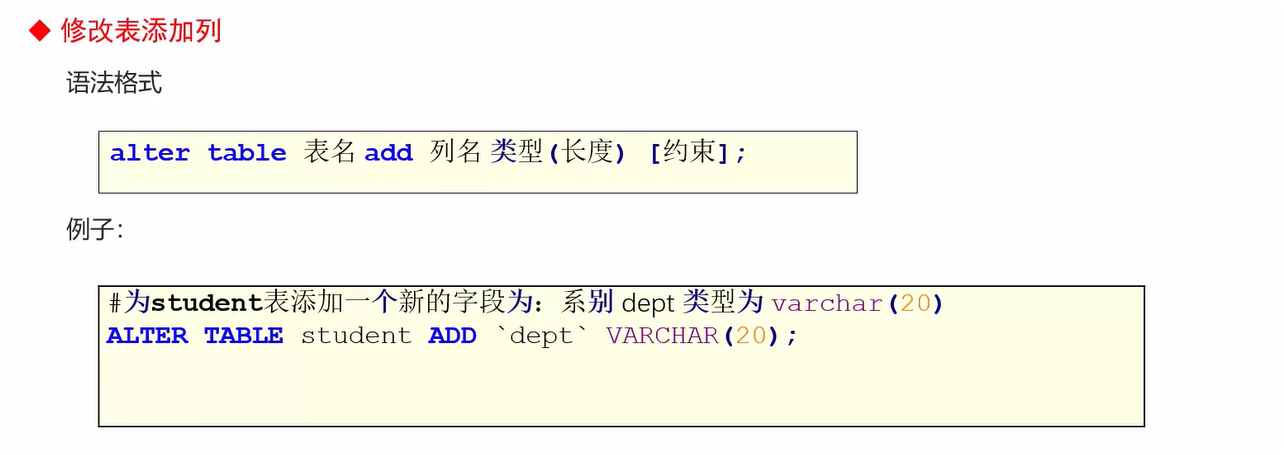 ◆ 修改表添加列
语法格式
alter table 表名 add 列名 类型(长度) [约束];
例子：
#为student表添加一个新的字段为：系别 dept 类型为 varchar(20)
ALTER TABLE student ADD `dept` VARCHAR(20);